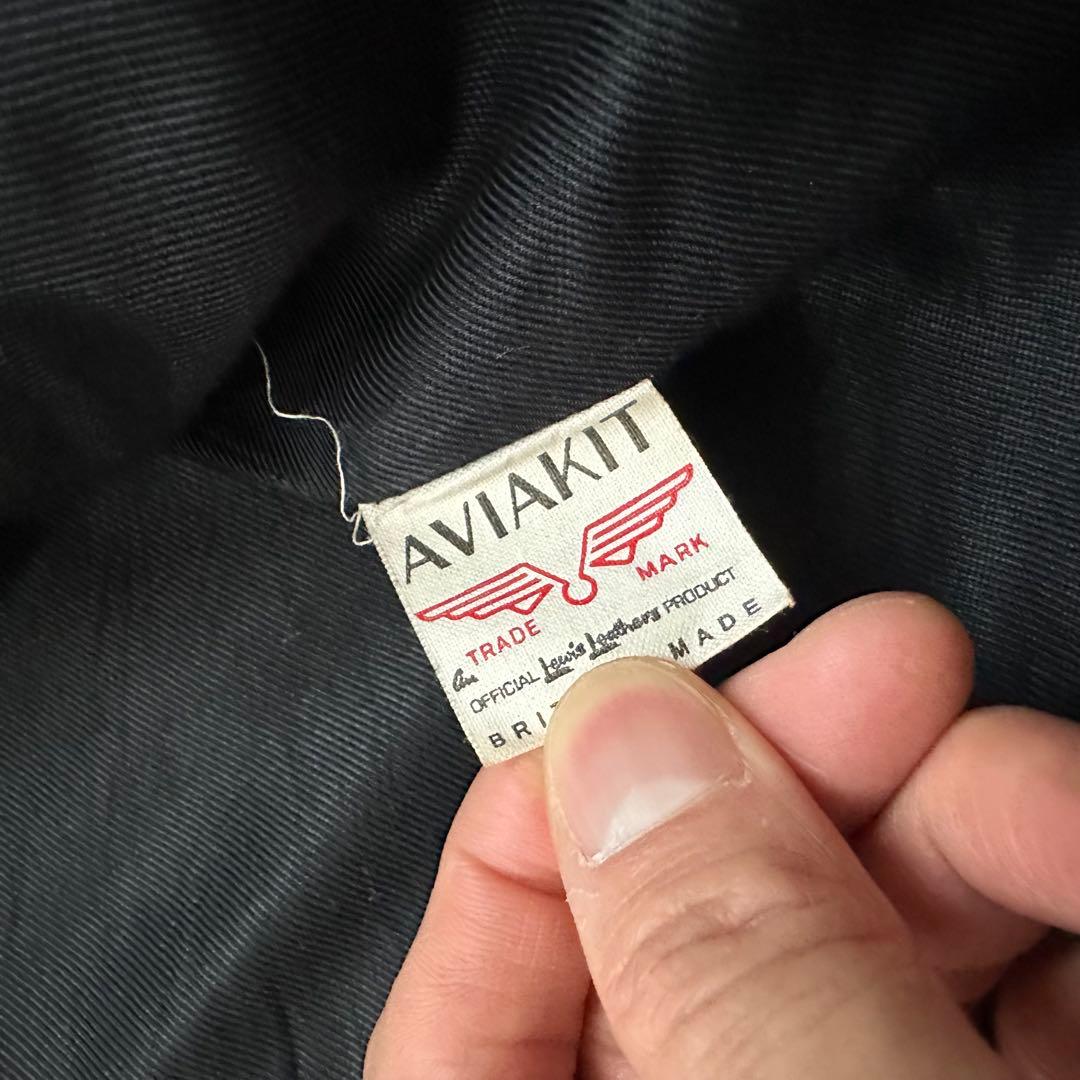 AVIAKIT
TRADE MARK
an
OFFICIAL Lewis Leathers PRODUCT
MADE